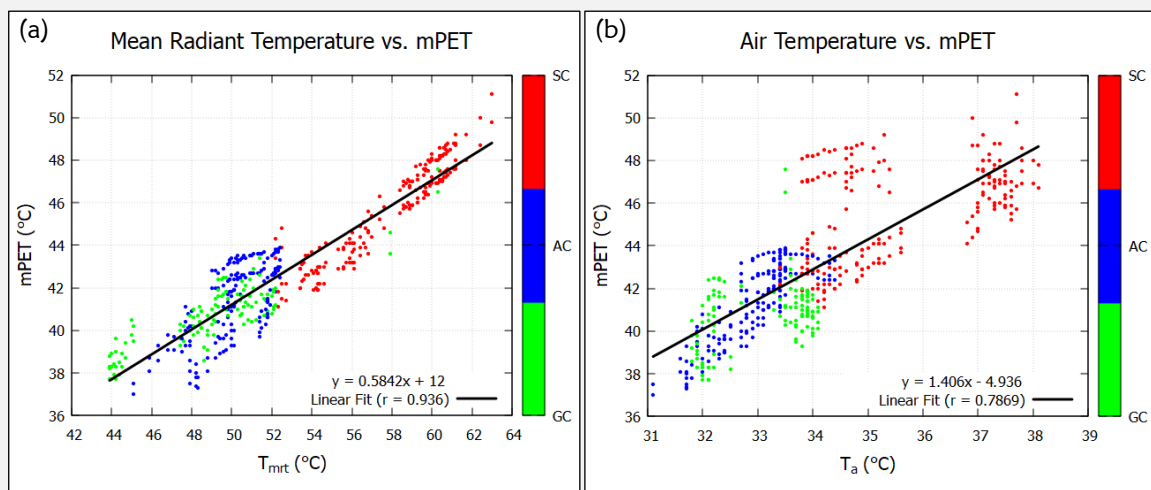 (a)
Mean Radiant Temperature vs. mPET
mPET (°C)
52
50
48
46
44
42
40
38
36
42 44 46 48 50 52 54 56 58 60 62 64
T_mrt (°C)
y = 0.5842x + 12
Linear Fit (r = 0.936)
SC
AC
GC
(b)
Air Temperature vs. mPET
mPET (°C)
52
50
48
46
44
42
40
38
36
31 32 33 34 35 36 37 38 39
T_a (°C)
y = 1.406x - 4.936
Linear Fit (r = 0.7869)
SC
AC
GC